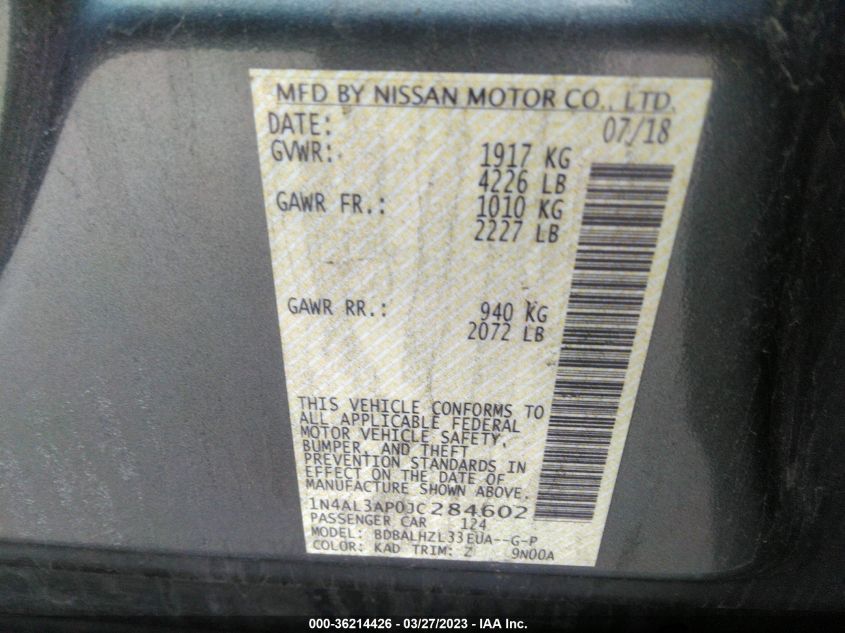 MFD BY NISSAN MOTOR CO., LTD.
DATE: 07/18
GVWR: 1917 KG
4226 LB
GAWR FR.: 1010 KG
2227 LB
GAWR RR.: 940 KG
2072 LB
THIS VEHICLE CONFORMS TO
ALL APPLICABLE FEDERAL
MOTOR VEHICLE SAFETY,
BUMPER, AND THEFT
PREVENTION STANDARDS IN
EFFECT ON THE DATE OF
MANUFACTURE SHOWN ABOVE.
1N4AL3AP0JC284602
PASSENGER CAR 124
MODEL: BDBALHZL33EUA--G-P
COLOR: KAD TRIM: Z 9N00A
000-36214426 - 03/27/2023 - IAA Inc.